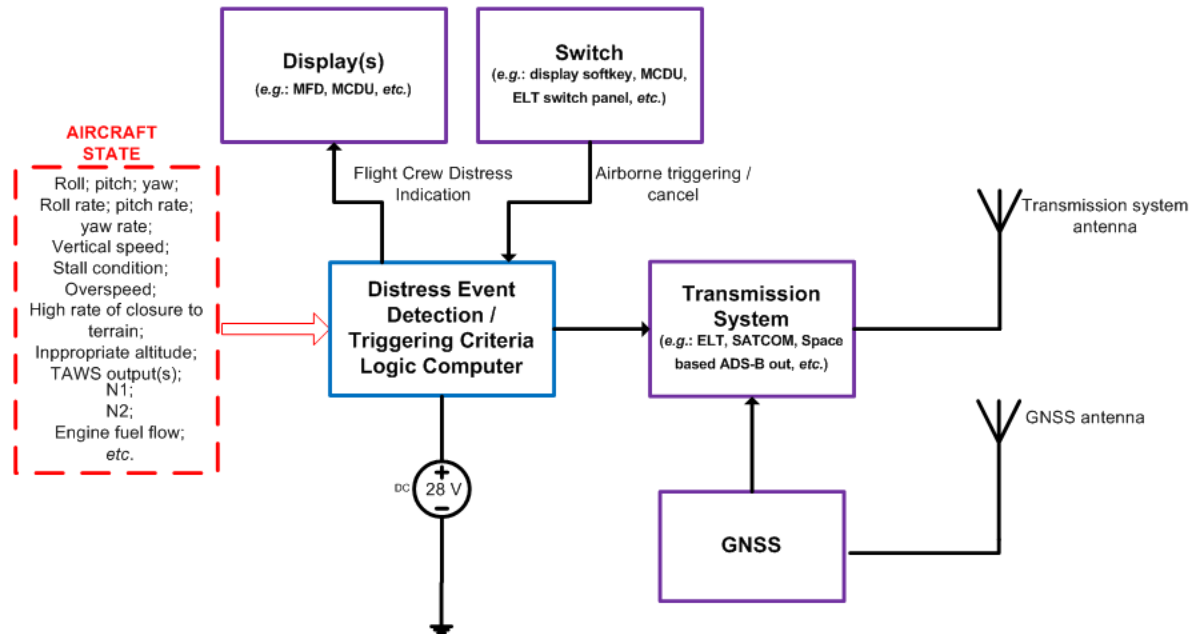 Display(s)
(e.g.: MFD, MCDU, etc.)
Switch
(e.g.: display softkey, MCDU,
ELT switch panel, etc.)
AIRCRAFT
STATE
Roll; pitch; yaw;
Roll rate; pitch rate;
yaw rate;
Vertical speed;
Stall condition;
Overspeed;
High rate of closure to
terrain;
Inppropriate altitude;
TAWS output(s);
N1;
N2;
Engine fuel flow;
etc.
Flight Crew Distress
Indication
Airborne triggering /
cancel
Distress Event
Detection /
Triggering Criteria
Logic Computer
Transmission
System
(e.g.: ELT, SATCOM, Space
based ADS-B out, etc.)
Transmission system
antenna
GNSS antenna
DC
+
28 V
−
GNSS